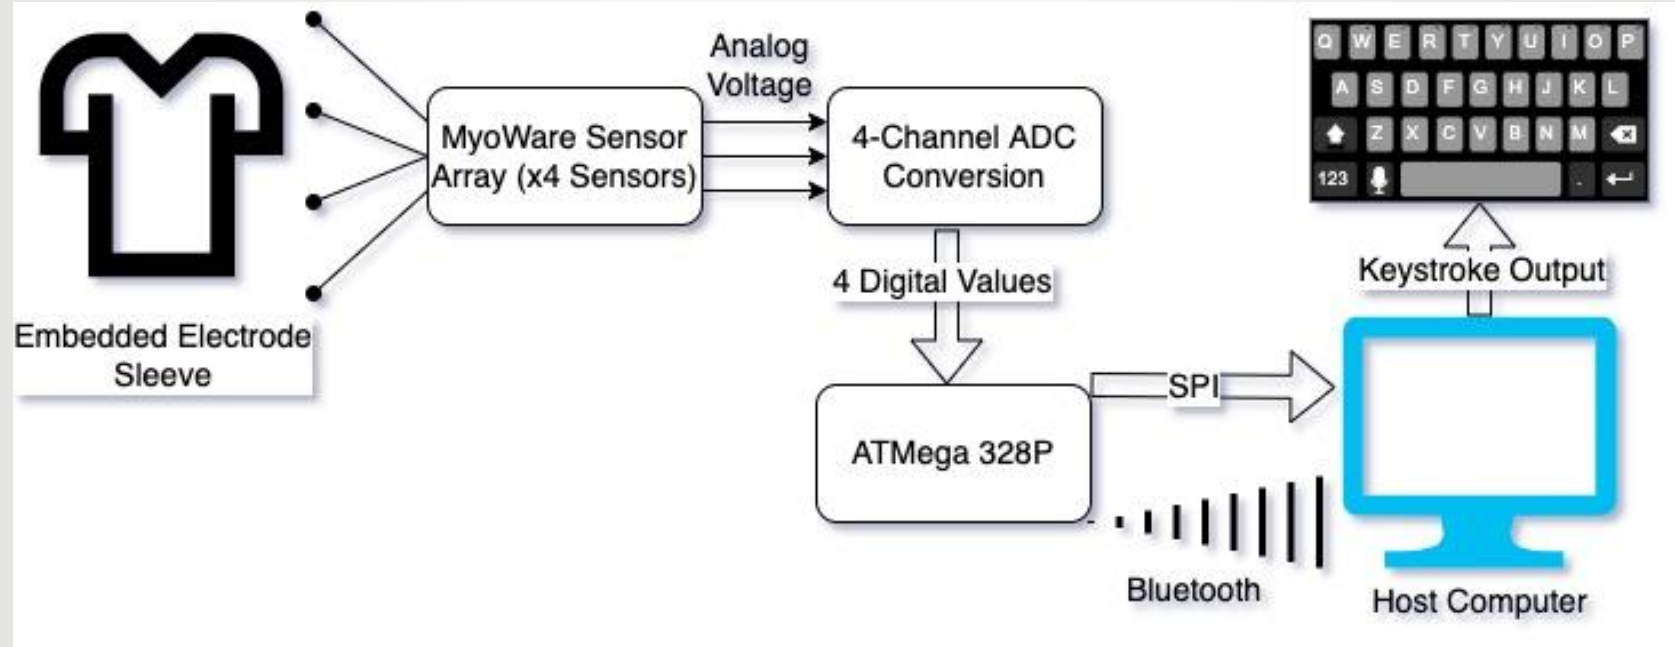 Embedded Electrode
Sleeve
MyoWare Sensor
Array (x4 Sensors)
Analog
Voltage
4-Channel ADC
Conversion
4 Digital Values
ATMega 328P
SPI
Bluetooth
Q W E R T Y U I O P
A S D F G H J K L
Z X C V B N M
123 .
Keystroke Output
Host Computer